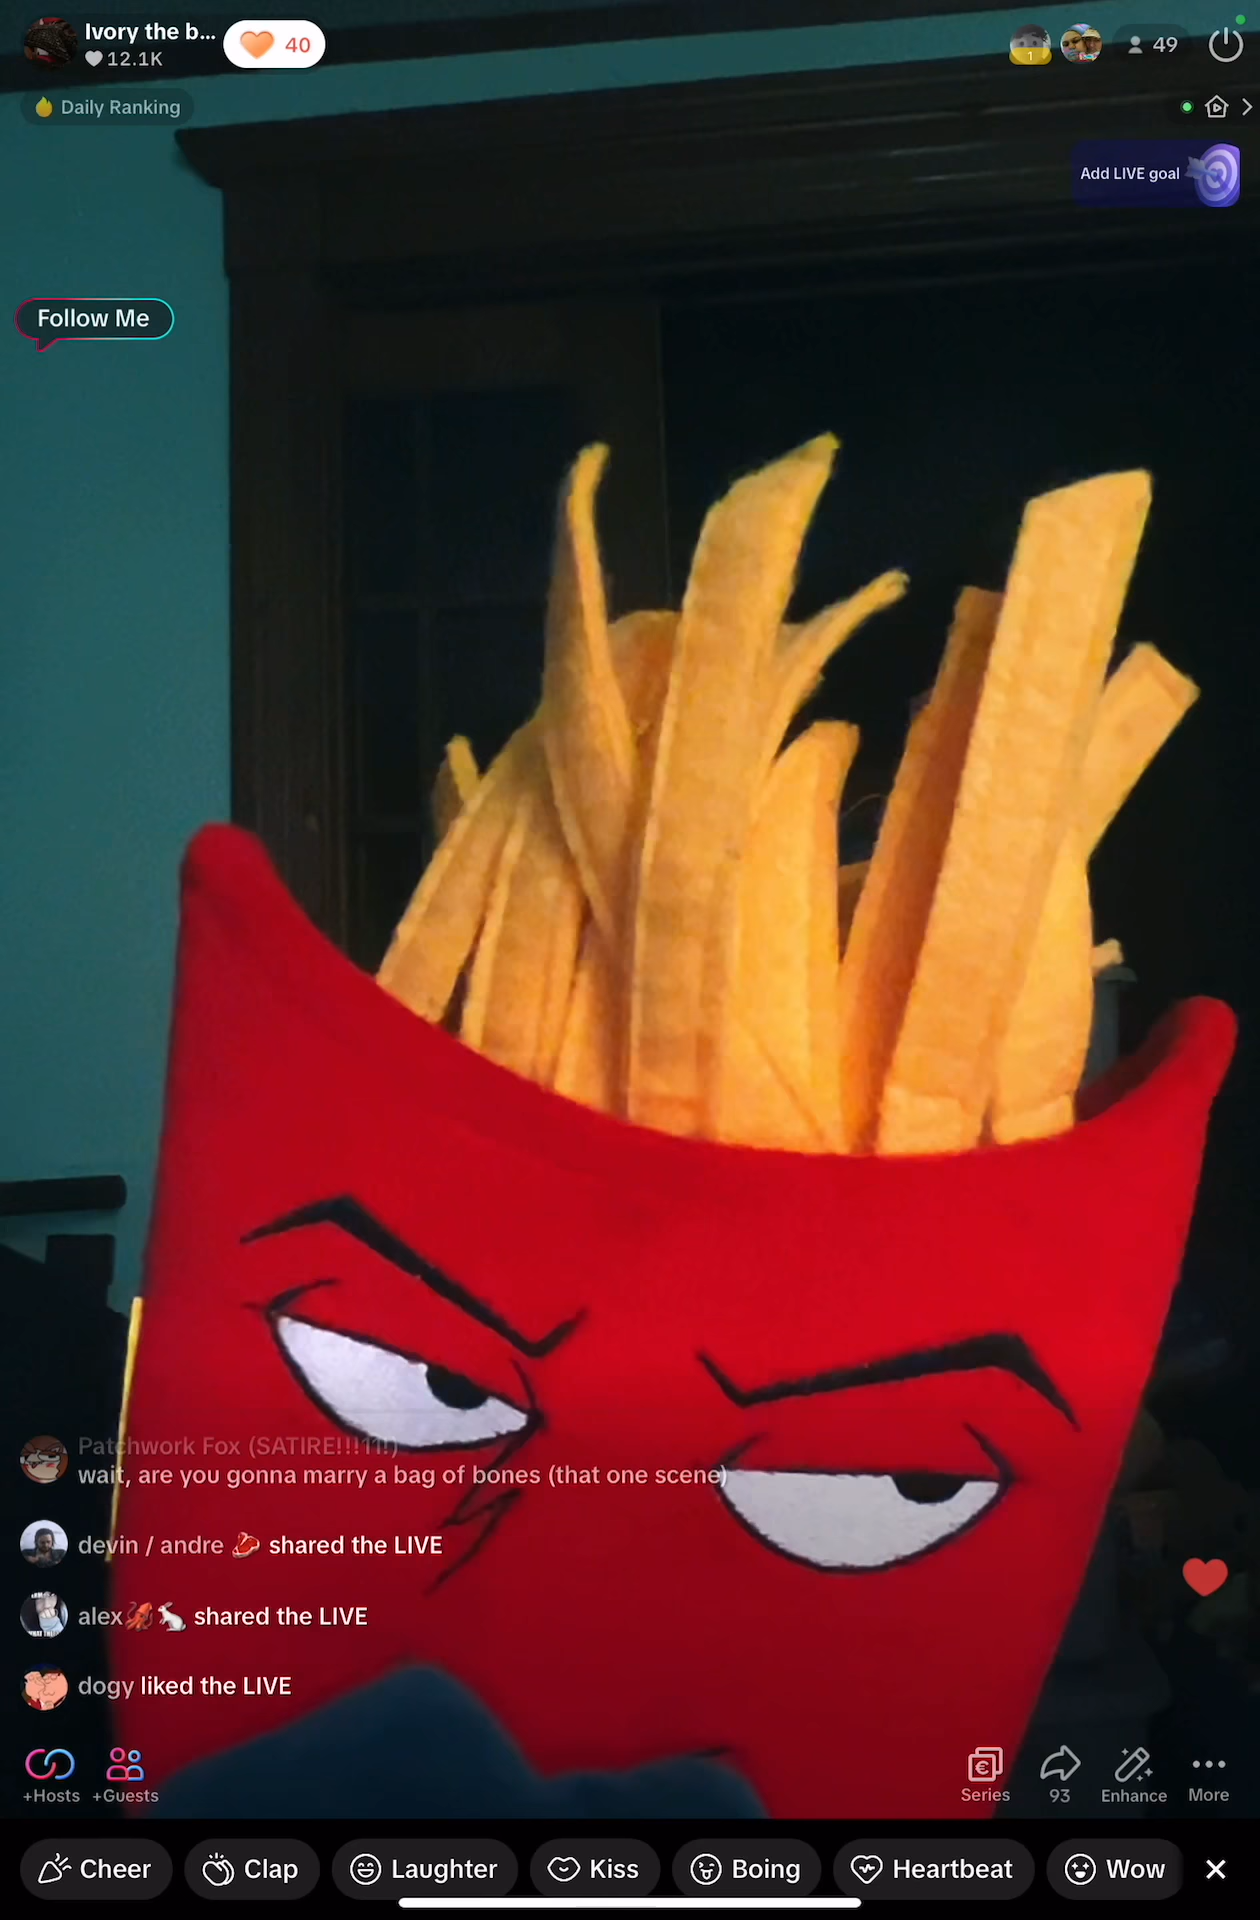 Ivory the b...
12.1K
40
1
49
Daily Ranking
Add LIVE goal
Follow Me
Patchwork Fox (SATIRE!!!11!)
wait, are you gonna marry a bag of bones (that one scene)
devin / andre 🥩 shared the LIVE
alex🦑🐇 shared the LIVE
dogy liked the LIVE
+Hosts
+Guests
Series
93
Enhance
More
Cheer
Clap
Laughter
Kiss
Boing
Heartbeat
Wow